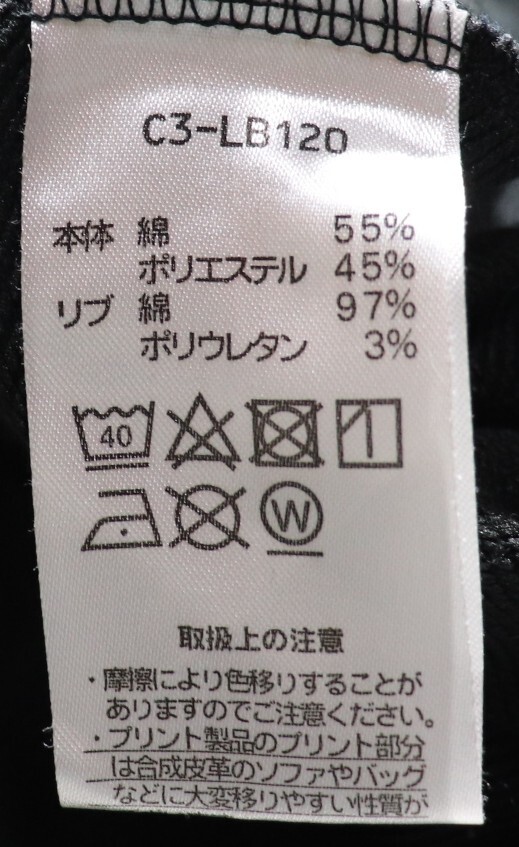 C3-LB120
本体 綿 55%
ポリエステル 45%
リブ 綿 97%
ポリウレタン 3%
40
W
取扱上の注意
・摩擦により色移りすることが
ありますのでご注意ください。
・プリント製品のプリント部分
は合成皮革のソファやバッグ
などに大変移りやすい性質が